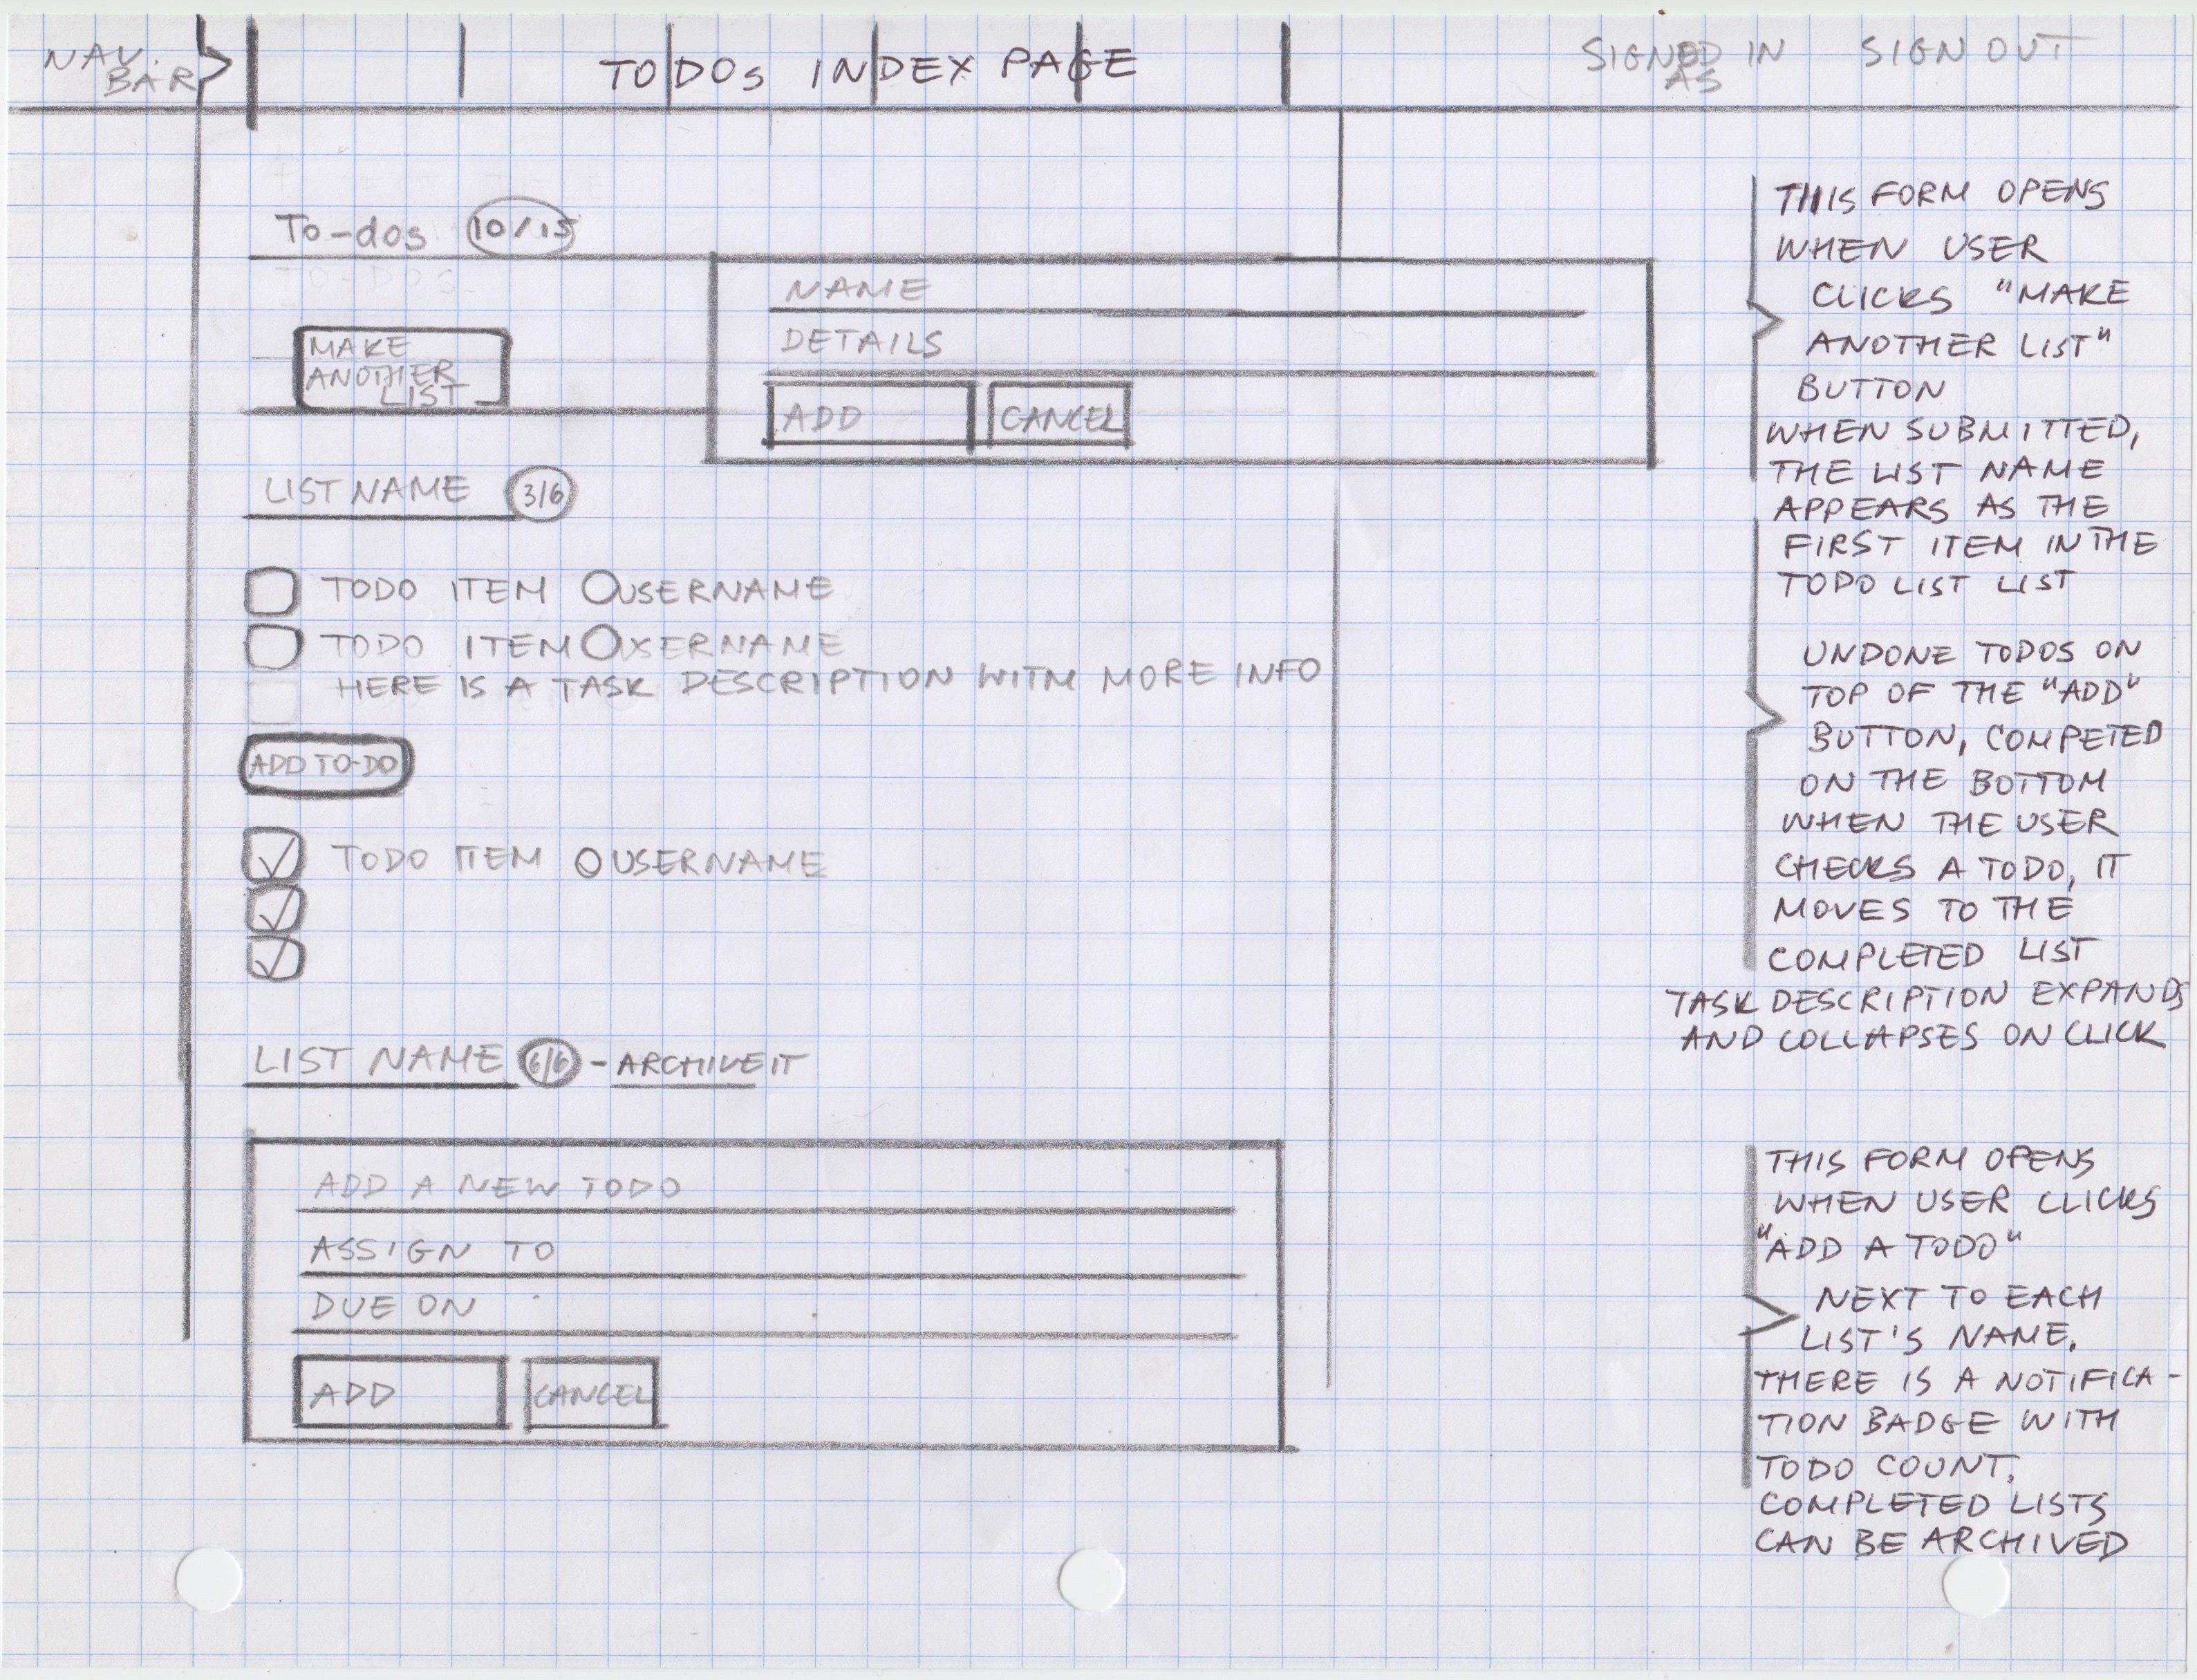 NAV.
BAR
TODOs INDEX PAGE
SIGNED IN
AS
SIGN OUT
To-dos 10/15
TO-DOS
MAKE
ANOTHER
LIST
NAME
DETAILS
ADD
CANCEL
LIST NAME 3/6
TODO ITEM USERNAME
TODO ITEM USERNAME
HERE IS A TASK DESCRIPTION WITH MORE INFO
ADD TO-DO
TODO ITEM USERNAME
LIST NAME 6/6 - ARCHIVE IT
ADD A NEW TODO
ASSIGN TO
DUE ON
ADD
CANCEL
THIS FORM OPENS
WHEN USER
CLICKS "MAKE
ANOTHER LIST"
BUTTON
WHEN SUBMITTED,
THE LIST NAME
APPEARS AS THE
FIRST ITEM IN THE
TODO LIST LIST
UNDONE TODOS ON
TOP OF THE "ADD"
BUTTON, COMPETED
ON THE BOTTOM
WHEN THE USER
CHECKS A TODO, IT
MOVES TO THE
COMPLETED LIST
TASK DESCRIPTION EXPANDS
AND COLLAPSES ON CLICK
THIS FORM OPENS
WHEN USER CLICKS
"ADD A TODO"
NEXT TO EACH
LIST'S NAME.
THERE IS A NOTIFICA-
TION BADGE WITH
TODO COUNT.
COMPLETED LISTS
CAN BE ARCHIVED